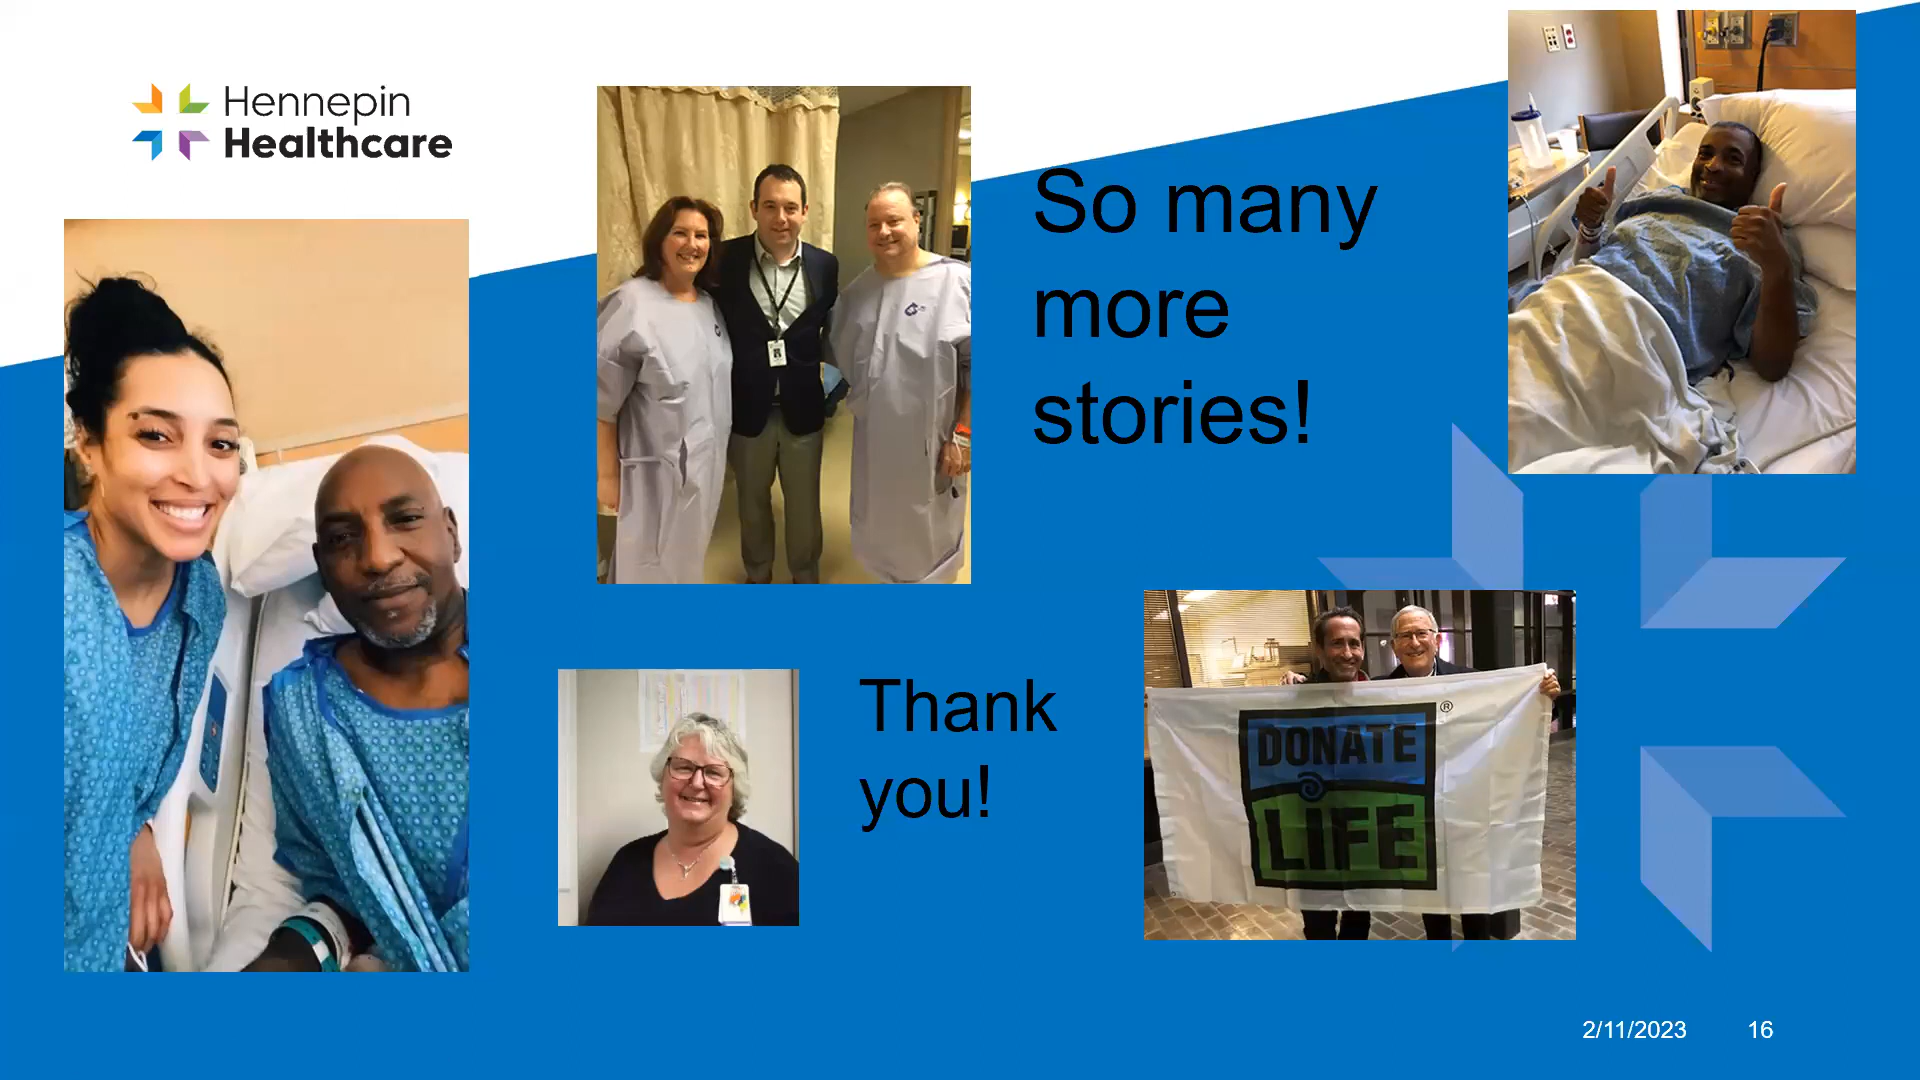 Hennepin
Healthcare
So many
more
stories!
Thank
you!
DONATE
LIFE
®
2/11/2023
16